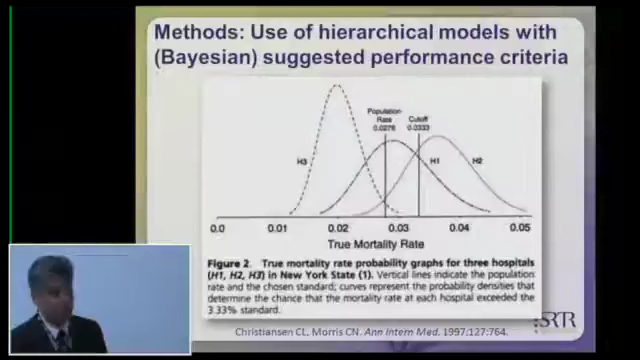 Methods: Use of hierarchical models with
(Bayesian) suggested performance criteria
Population
Rate
0.0278
Cutoff
0.0333
H3
H1
H2
0.0
0.01
0.02
0.03
0.04
0.05
True Mortality Rate
Figure 2. True mortality rate probability graphs for three hospitals
(H1, H2, H3) in New York State (1). Vertical lines indicate the population
rate and the chosen standard; curves represent the probability densities that
determine the chance that the mortality rate at each hospital exceeded the
3.33% standard.
Christiansen CL, Morris CN. Ann Intern Med. 1997;127:764.
SRTR